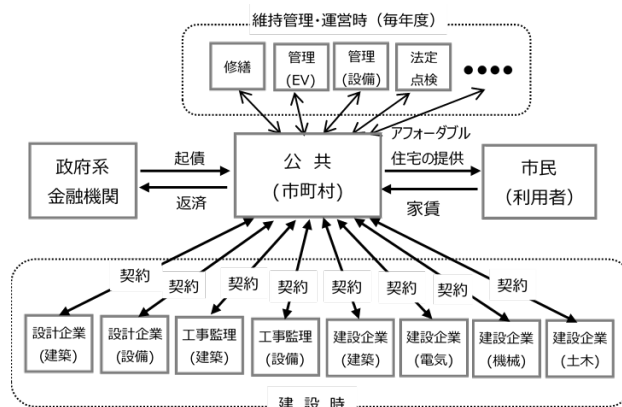 維持管理・運営時（毎年度）
修繕
管理
(EV)
管理
(設備)
法定
点検
●●●●
アフォーダブル
住宅の提供
政府系
金融機関
起債
返済
公 共
(市町村)
家賃
市民
(利用者)
契約
契約
契約
契約
契約
契約
契約
契約
設計企業
(建築)
設計企業
(設備)
工事監理
(建築)
工事監理
(設備)
建設企業
(建築)
建設企業
(電気)
建設企業
(機械)
建設企業
(土木)
建 設 時